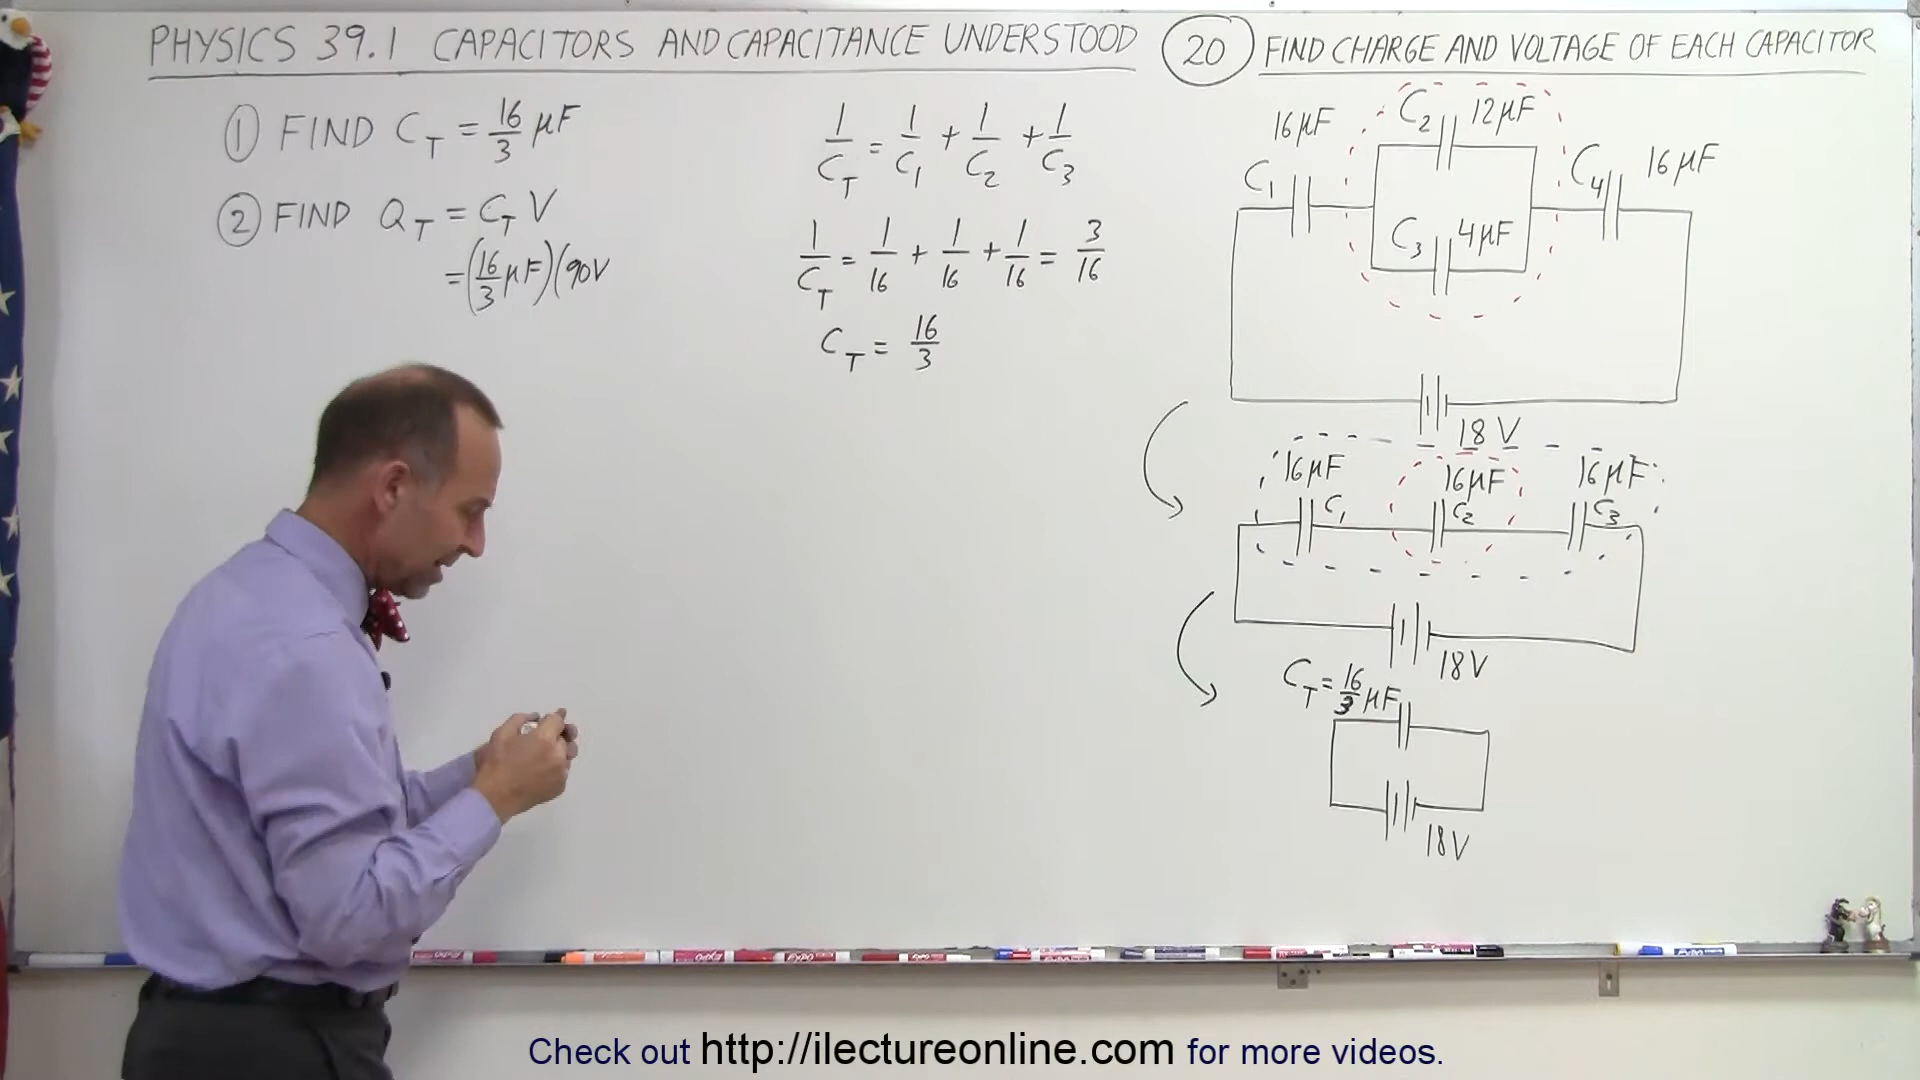 PHYSICS 39.1 CAPACITORS AND CAPACITANCE UNDERSTOOD
20 FIND CHARGE AND VOLTAGE OF EACH CAPACITOR
① FIND C_T = 16/3 μF
② FIND Q_T = C_T V
= (16/3 μF)(90V
1/C_T = 1/C_1 + 1/C_2 + 1/C_3
1/C_T = 1/16 + 1/16 + 1/16 = 3/16
C_T = 16/3
C_2 12μF
16μF
C_1
C_4 16μF
C_3 4μF
18 V
16μF 16μF 16μF
C_1 C_2 C_3
18V
C_T = 16/3 μF
18V
Check out http://ilectureonline.com for more videos.